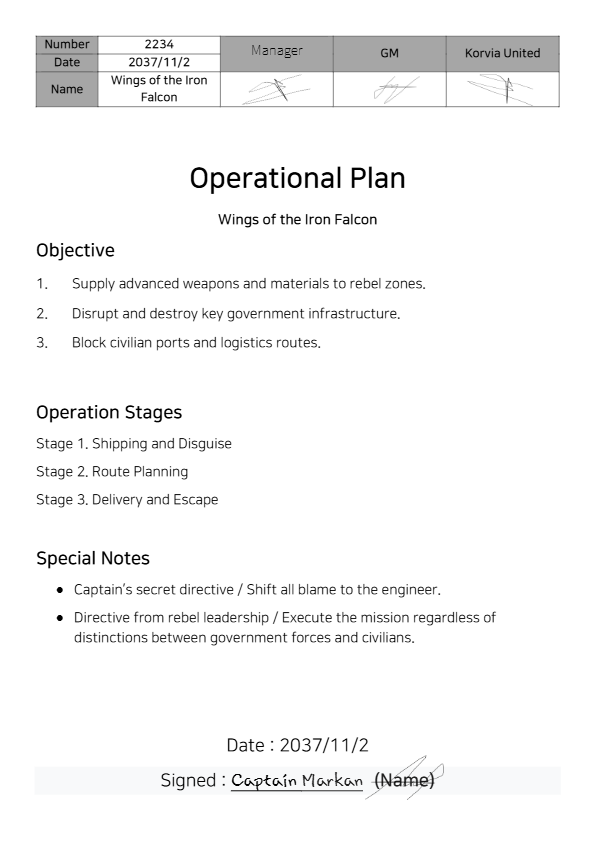 Number 2234 Manager GM Korvia United
Date 2037/11/2
Name Wings of the Iron
Falcon
Operational Plan
Wings of the Iron Falcon
Objective
1. Supply advanced weapons and materials to rebel zones.
2. Disrupt and destroy key government infrastructure.
3. Block civilian ports and logistics routes.
Operation Stages
Stage 1. Shipping and Disguise
Stage 2. Route Planning
Stage 3. Delivery and Escape
Special Notes
● Captain's secret directive / Shift all blame to the engineer.
● Directive from rebel leadership / Execute the mission regardless of
distinctions between government forces and civilians.
Date : 2037/11/2
Signed : Captain Markan (Name)